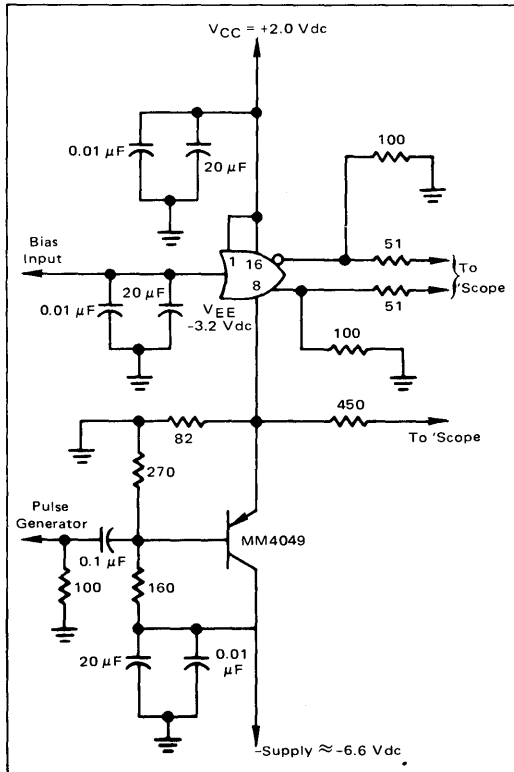 VCC = +2.0 Vdc
0.01 μF
20 μF
100
Bias
Input
1
16
8
51
51
To
'Scope
0.01 μF
20 μF
VEE
-3.2 Vdc
100
82
450
To 'Scope
270
Pulse
Generator
0.1 μF
MM4049
100
160
20 μF
0.01
μF
-Supply ≈ -6.6 Vdc